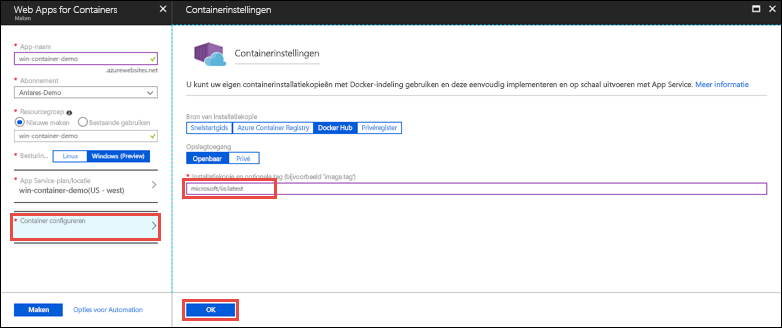 Web Apps for Containers
Maken
* App-naam
win-container-demo
.azurewebsites.net
* Abonnement
Antares-Demo
* Resourcegroep
Nieuwe maken Bestaande gebruiken
win-container-demo
* Besturin... Linux Windows (Preview)
* App Service-plan/locatie
win-container-demo(US - west)
* Container configureren
Maken Opties voor Automation
Containerinstellingen
Containerinstellingen
U kunt uw eigen containerinstallatiekopieën met Docker-indeling gebruiken en deze eenvoudig implementeren en op schaal uitvoeren met App Service. Meer informatie
Bron van installatiekopie
Snelstartgids Azure Container Registry Docker Hub Privéregister
Opslagtoegang
Openbaar Privé
* Installatiekopie en optionele tag (bijvoorbeeld 'image:tag')
microsoft/iis:latest
OK